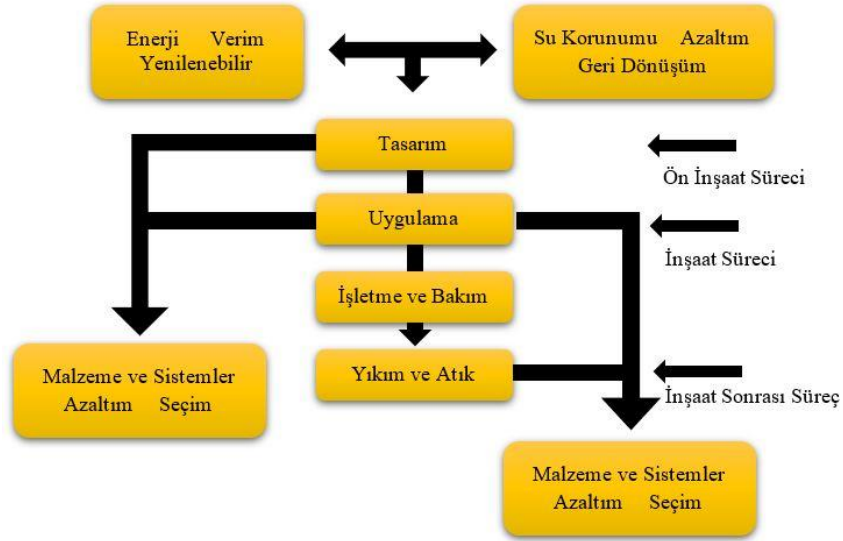 Enerji Verim
Yenilenebilir
Su Korunumu Azaltım
Geri Dönüşüm
Tasarım
Ön İnşaat Süreci
Uygulama
İnşaat Süreci
İşletme ve Bakım
Malzeme ve Sistemler
Azaltım Seçim
Yıkım ve Atık
İnşaat Sonrası Süreç
Malzeme ve Sistemler
Azaltım Seçim